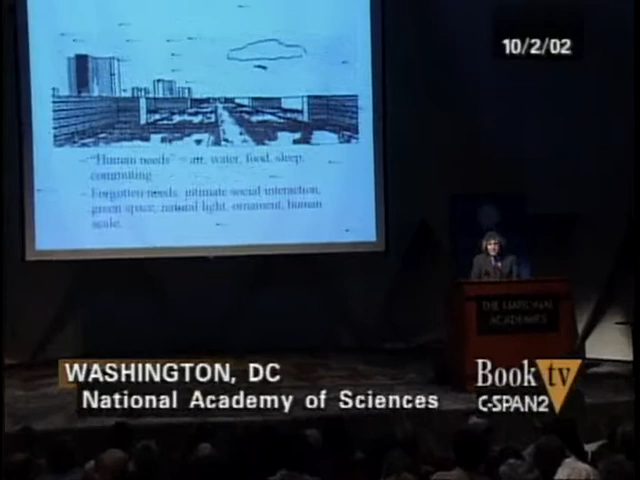 10/2/02
- "Human needs" = air, water, food, sleep,
commuting
- Forgotten needs: intimate social interaction,
green space, natural light, ornament, human
scale.
THE NATIONAL
ACADEMIES
WASHINGTON, DC
National Academy of Sciences
Book tv
C-SPAN2